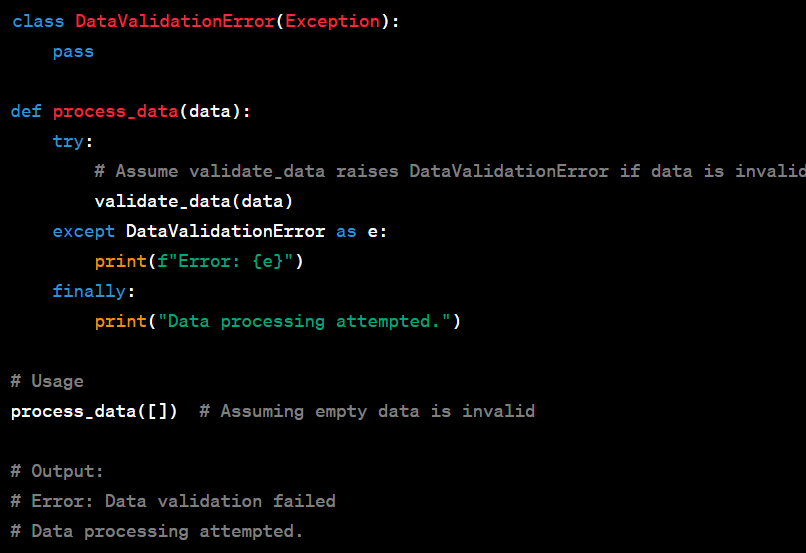 class DataValidationError(Exception):
    pass

def process_data(data):
    try:
        # Assume validate_data raises DataValidationError if data is invalid
        validate_data(data)
    except DataValidationError as e:
        print(f"Error: {e}")
    finally:
        print("Data processing attempted.")

# Usage
process_data([])  # Assuming empty data is invalid

# Output:
# Error: Data validation failed
# Data processing attempted.